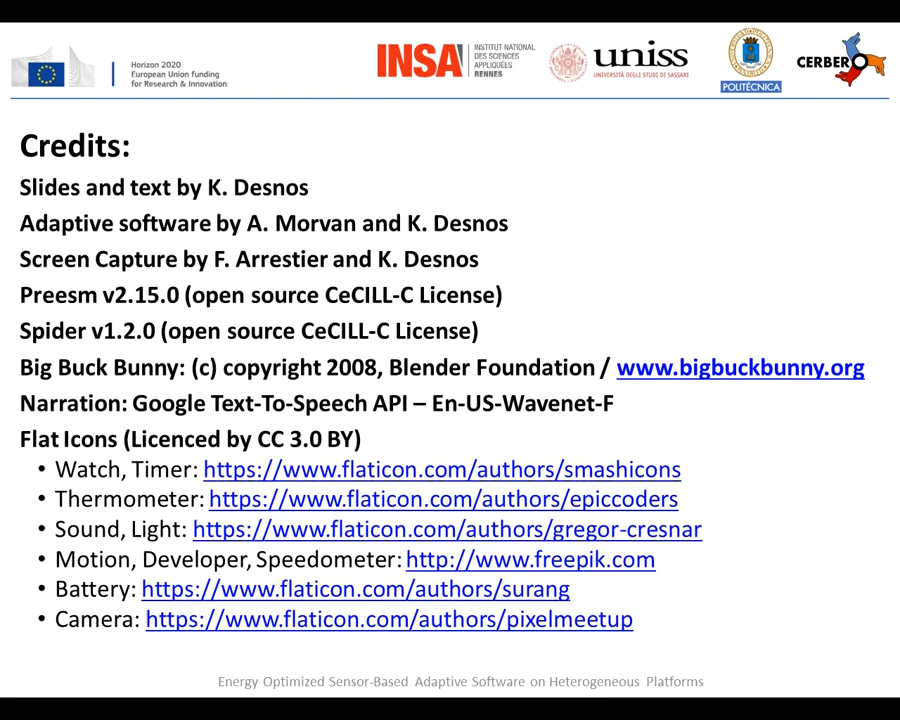 Horizon 2020
European Union funding
for Research & Innovation
INSA
INSTITUT NATIONAL
DES SCIENCES
APPLIQUÉES
RENNES
uniss
UNIVERSITÀ DEGLI STUDI DI SASSARI
POLITÉCNICA
CERBERO
Credits:
Slides and text by K. Desnos
Adaptive software by A. Morvan and K. Desnos
Screen Capture by F. Arrestier and K. Desnos
Preesm v2.15.0 (open source CeCILL-C License)
Spider v1.2.0 (open source CeCILL-C License)
Big Buck Bunny: (c) copyright 2008, Blender Foundation / www.bigbuckbunny.org
Narration: Google Text-To-Speech API – En-US-Wavenet-F
Flat Icons (Licenced by CC 3.0 BY)
• Watch, Timer: https://www.flaticon.com/authors/smashicons
• Thermometer: https://www.flaticon.com/authors/epiccoders
• Sound, Light: https://www.flaticon.com/authors/gregor-cresnar
• Motion, Developer, Speedometer: http://www.freepik.com
• Battery: https://www.flaticon.com/authors/surang
• Camera: https://www.flaticon.com/authors/pixelmeetup
Energy Optimized Sensor-Based Adaptive Software on Heterogeneous Platforms